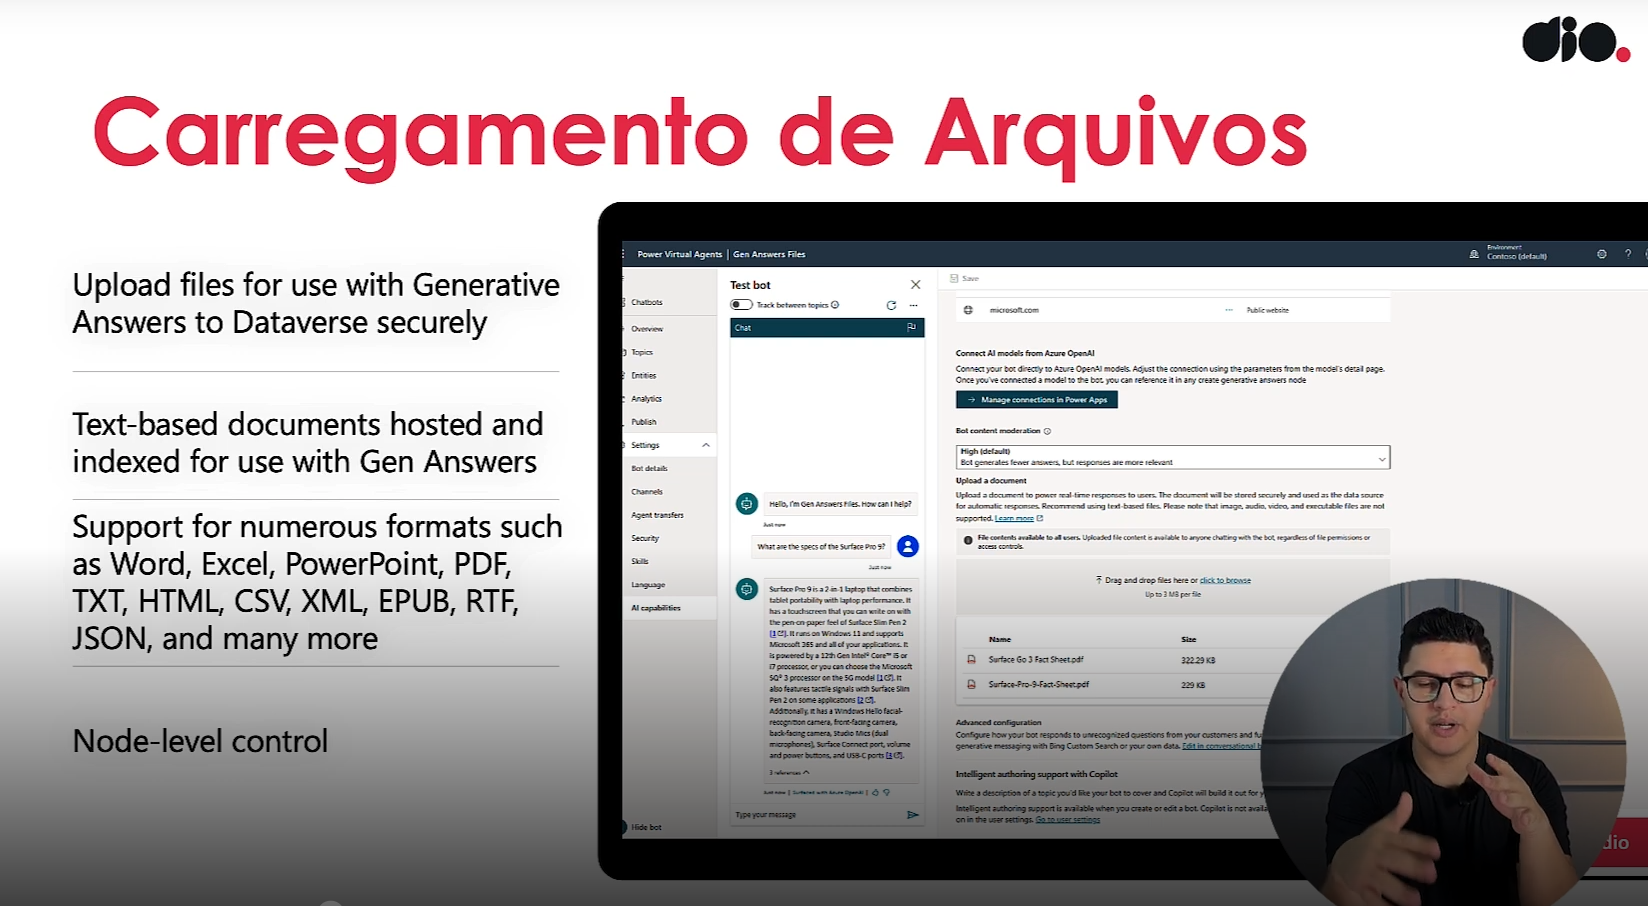 dio.
Carregamento de Arquivos
Upload files for use with Generative
Answers to Dataverse securely
Text-based documents hosted and
indexed for use with Gen Answers
Support for numerous formats such
as Word, Excel, PowerPoint, PDF,
TXT, HTML, CSV, XML, EPUB, RTF,
JSON, and many more
Node-level control
Power Virtual Agents | Gen Answers Files
Environment
Contoso (default)
?
Chatbots
Overview
Topics
Entities
Analytics
Publish
Settings
Bot details
Channels
Agent transfers
Security
Skills
Language
AI capabilities
Hide bot
Test bot
Track between topics
Chat
Hello, I'm Gen Answers Files. How can I help?
Just now
What are the specs of the Surface Pro 9?
Just now
Surface Pro 9 is a 2-in-1 laptop that combines
tablet portability with laptop performance. It
has a touchscreen that you can write on with
the pen-on-paper feel of Surface Slim Pen 2
[1]. It runs on Windows 11 and supports
Microsoft 365 and all of your applications. It
is powered by a 12th Gen Intel® Core™ i5 or
i7 processor, or you can choose the Microsoft
SQ® 3 processor on the 5G model [1]. It
also features tactile signals with Surface Slim
Pen 2 on some applications [2].
Additionally, it has a Windows Hello facial-
recognition camera, front-facing camera,
back-facing camera, Studio Mics (dual
microphones), Surface Connect port, volume
and power buttons, and USB-C ports [3].
3 references
Just now | Surfaced with Azure OpenAI |
Type your message
Save
microsoft.com
Public website
Connect AI models from Azure OpenAI
Connect your bot directly to Azure OpenAI models. Adjust the connection using the parameters from the model's detail page.
Once you've connected a model to the bot, you can reference it in any create generative answers node
Manage connections in Power Apps
Bot content moderation
High (default)
Bot generates fewer answers, but responses are more relevant
Upload a document
Upload a document to power real-time responses to users. The document will be stored securely and used as the data source
for automatic responses. Recommend using text-based files. Please note that image, audio, video, and executable files are not
supported. Learn more
File contents available to all users. Uploaded file content is available to anyone chatting with the bot, regardless of file permissions or
access controls.
Drag and drop files here or click to browse
Up to 3 MB per file
Name Size
Surface Go 3 Fact Sheet.pdf 322.29 KB
Surface-Pro-9-Fact-Sheet.pdf 229 KB
Advanced configuration
Configure how your bot responds to unrecognized questions from your customers and
generative messaging with Bing Custom Search or your own data. Edit in conversational
Intelligent authoring support with Copilot
Write a description of a topic you'd like your bot to cover and Copilot will build it out for
Intelligent authoring support is available when you create or edit a bot. Copilot is not
on in the user settings. Go to user settings
dio